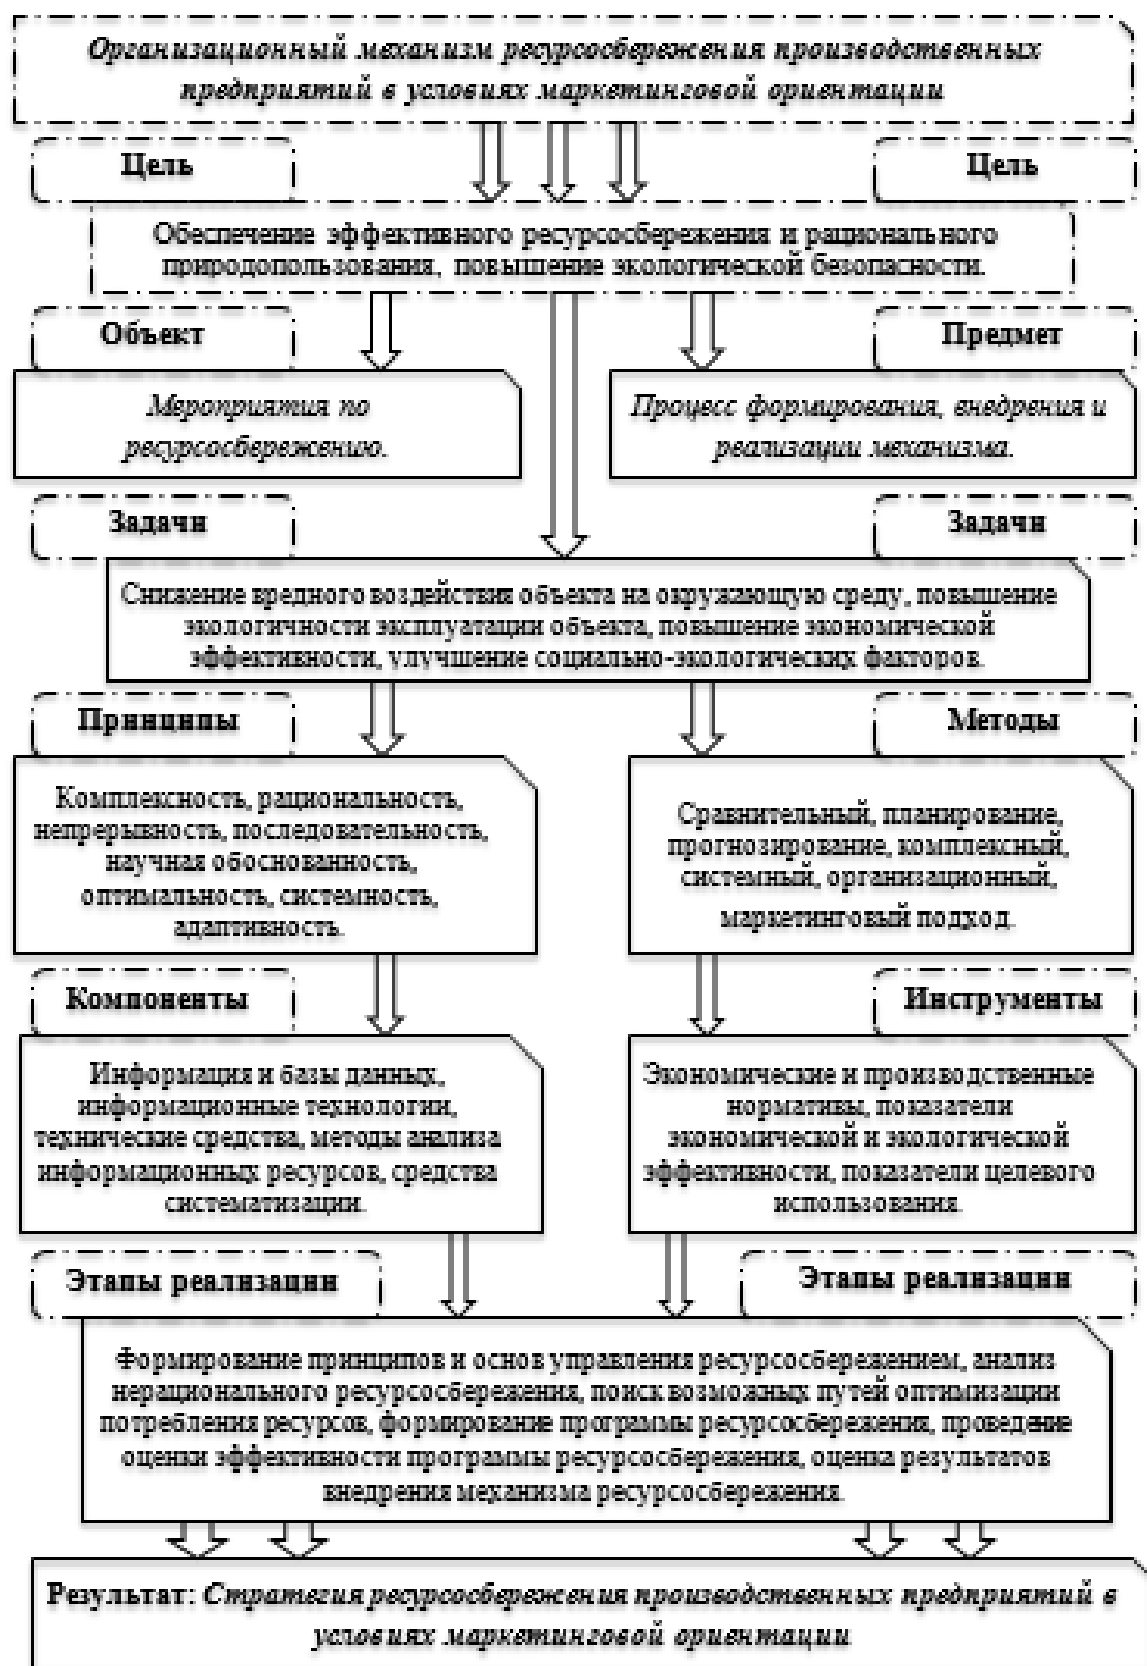 Организационный механизм ресурсосбережения производственных
предприятий в условиях маркетинговой ориентации
Цель
Цель
Обеспечение эффективного ресурсосбережения и рационального
природопользования, повышение экологической безопасности.
Объект
Предмет
Мероприятия по
ресурсосбережению.
Процесс формирования, внедрения и
реализации механизма.
Задачи
Задачи
Снижение вредного воздействия объекта на окружающую среду, повышение
экологичности эксплуатации объекта, повышение экономической
эффективности, улучшение социально-экологических факторов.
Принципы
Методы
Комплексность, рациональность,
непрерывность, последовательность,
научная обоснованность,
оптимальность, системность,
адаптивность.
Сравнительный, планирование,
прогнозирование, комплексный,
системный, организационный,
маркетинговый подход.
Компоненты
Инструменты
Информация и базы данных,
информационные технологии,
технические средства, методы анализа
информационных ресурсов, средства
систематизации.
Экономические и производственные
нормативы, показатели
экономической и экологической
эффективности, показатели целевого
использования.
Этапы реализации
Этапы реализации
Формирование принципов и основ управления ресурсосбережением, анализ
нерационального ресурсосбережения, поиск возможных путей оптимизации
потребления ресурсов, формирование программы ресурсосбережения, проведение
оценки эффективности программы ресурсосбережения, оценка результатов
внедрения механизма ресурсосбережения.
Результат: Стратегия ресурсосбережения производственных предприятий в
условиях маркетинговой ориентации